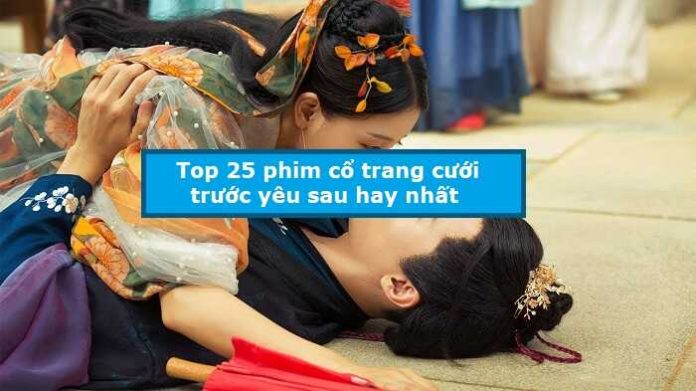 Top 25 phim cổ trang cưới
trước yêu sau hay nhất